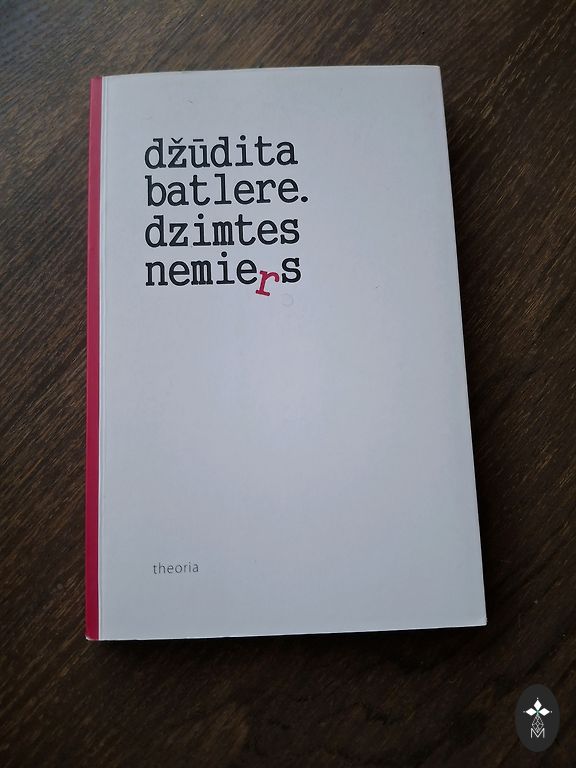 džūdita
batlere.
dzimtes
nemiers
theoria